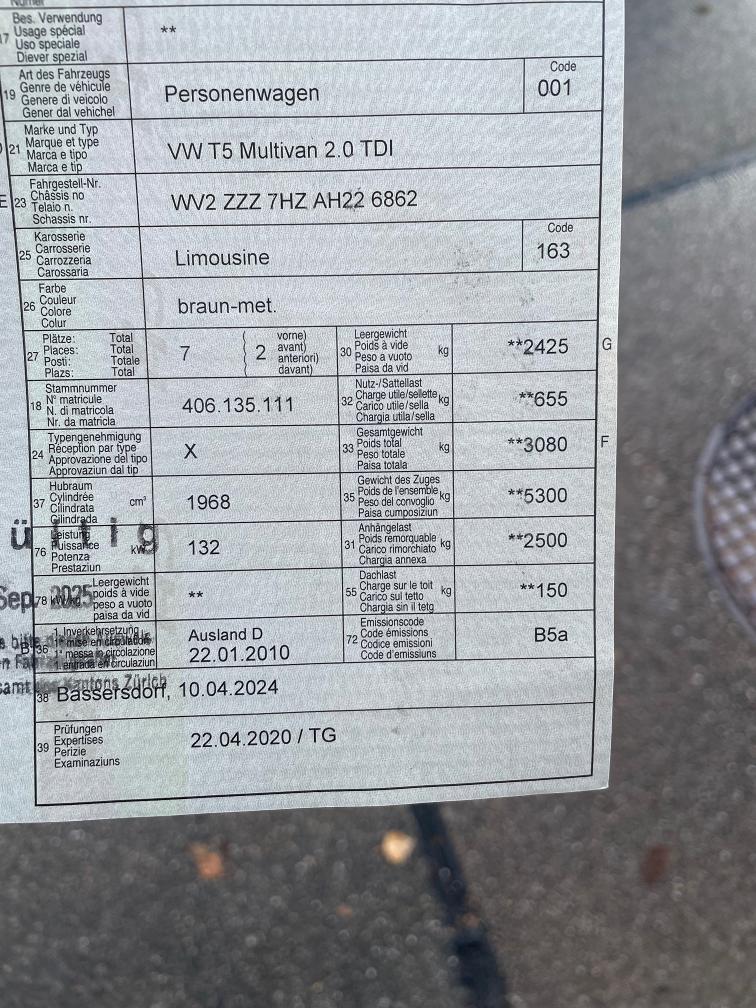 17 Bes. Verwendung
Usage spécial
Uso speciale
Diever spezial
**
19 Art des Fahrzeugs
Genre de véhicule
Genere di veicolo
Gener dal vehichel
Personenwagen
Code
001
21 Marke und Typ
Marque et type
Marca e tipo
Marca e tip
VW T5 Multivan 2.0 TDI
E 23 Fahrgestell-Nr.
Châssis no
Telaio n.
Schassis nr.
WV2 ZZZ 7HZ AH22 6862
25 Karosserie
Carrosserie
Carrozzeria
Carossaria
Limousine
Code
163
26 Farbe
Couleur
Colore
Colur
braun-met.
27 Plätze: Total
Places: Total
Posti: Totale
Plazs: Total
7
( 2 vorne)
avant)
anteriori)
davant)
30 Leergewicht
Poids à vide kg
Peso a vuoto
Paisa da vid
**2425
G
18 Stammnummer
N° matricule
N. di matricola
Nr. da matricla
406.135.111
32 Nutz-/Sattellast
Charge utile/sellette kg
Carico utile/sella
Chargia utila/sella
**655
24 Typengenehmigung
Réception par type
Approvazione del tipo
Approvaziun dal tip
X
33 Gesamtgewicht
Poids total kg
Peso totale
Paisa totala
**3080
F
37 Hubraum
Cylindrée cm³
Cilindrata
Cilindrada
1968
35 Gewicht des Zuges
Poids de l'ensemble kg
Peso del convoglio
Paisa cumposiziun
**5300
ültig
76 Leistung
Puissance kW
Potenza
Prestaziun
132
31 Anhängelast
Poids remorquable kg
Carico rimorchiato
Chargia annexa
**2500
Sep. 2025
78 kW/kg Leergewicht
poids à vide
peso a vuoto
paisa da vid
**
55 Dachlast
Charge sur le toit kg
Carico sul tetto
Chargia sin il tetg
**150
B 36 1. Inverkehrsetzung
1re mise en circulation
1a messa in circolazione
1. entrada en circulaziun
Ausland D
22.01.2010
72 Emissionscode
Code émissions
Codice emissioni
Code d'emissiuns
B5a
samt des Kantons Zürich
38 Bassersdorf, 10.04.2024
39 Prüfungen
Expertises
Perizie
Examinaziuns
22.04.2020 / TG